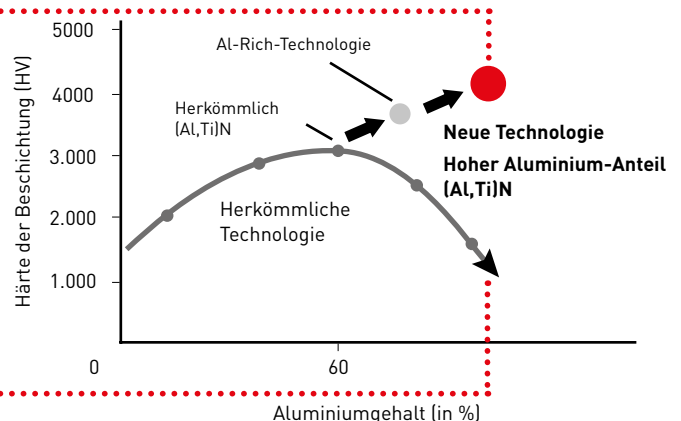 Härte der Beschichtung (HV)
5000
4000
3.000
2.000
1.000
0
60
Aluminiumgehalt (in %)
Al-Rich-Technologie
Herkömmlich
(Al,Ti)N
Herkömmliche
Technologie
Neue Technologie
Hoher Aluminium-Anteil
(Al,Ti)N